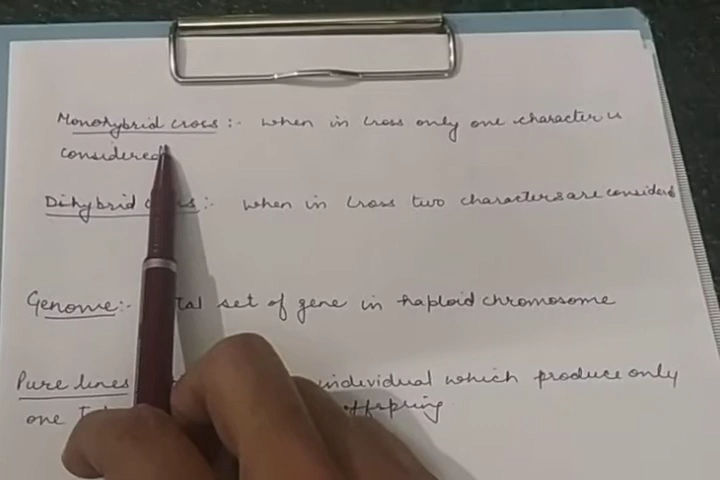 Monohybrid cross :- when in cross only one character is
considered
Dihybrid :- when in cross two characters are considered
Genome :- set of gene in haploid chromosome
Pure lines individual which produce only
one offspring